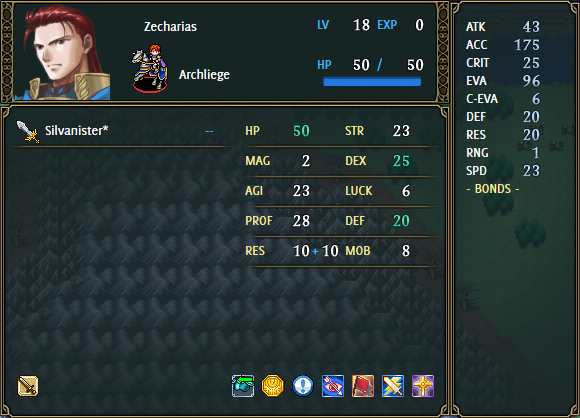 Zecharias
LV 18 EXP 0
Archliege
HP 50 / 50
Silvanister* --
HP 50 STR 23
MAG 2 DEX 25
AGI 23 LUCK 6
PROF 28 DEF 20
RES 10 + 10 MOB 8
ATK 43
ACC 175
CRIT 25
EVA 96
C-EVA 6
DEF 20
RES 20
RNG 1
SPD 23
- BONDS -